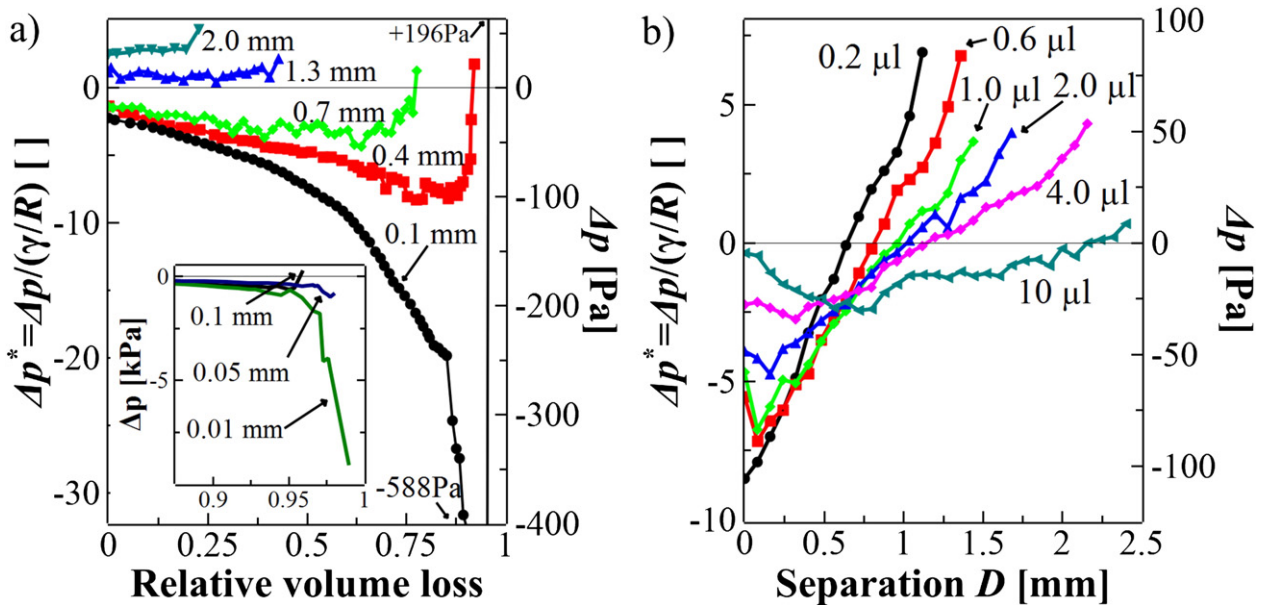 a)
+196Pa
2.0 mm
1.3 mm
0.7 mm
0.4 mm
0.1 mm
-588Pa
0
-5
-10
-15
-20
-25
-30
Δp*=Δp/(γ/R) [ ]
0
-100
-200
-300
-400
Δp [Pa]
0
0.25
0.5
0.75
1
Relative volume loss
0
-5
Δp [kPa]
0.1 mm
0.05 mm
0.01 mm
0.9
0.95
1
b)
0.2 µl
0.6 µl
1.0 µl
2.0 µl
4.0 µl
10 µl
5
0
-5
-10
Δp*=Δp/(γ/R) [ ]
100
50
0
-50
-100
Δp [Pa]
0
0.5
1
1.5
2
2.5
Separation D [mm]